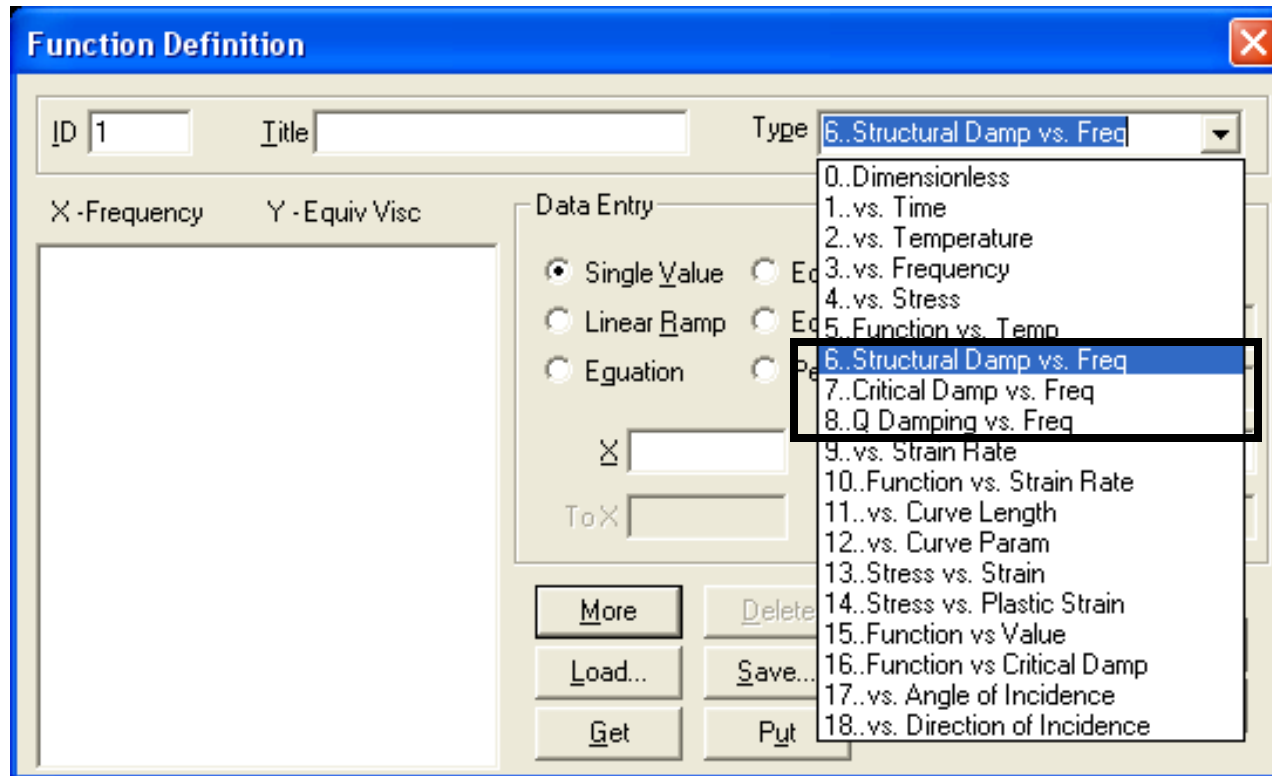 Function Definition
ID 1 Title Type 6..Structural Damp vs. Freq
X -Frequency Y - Equiv Visc
Data Entry
Single Value
Linear Ramp
Equation
X
To X
More Delete
Load... Save...
Get Put
0..Dimensionless
1..vs. Time
2..vs. Temperature
3..vs. Frequency
4..vs. Stress
5..Function vs. Temp
6..Structural Damp vs. Freq
7..Critical Damp vs. Freq
8..Q Damping vs. Freq
9..vs. Strain Rate
10..Function vs. Strain Rate
11..vs. Curve Length
12..vs. Curve Param
13..Stress vs. Strain
14..Stress vs. Plastic Strain
15..Function vs Value
16..Function vs Critical Damp
17..vs. Angle of Incidence
18..vs. Direction of Incidence